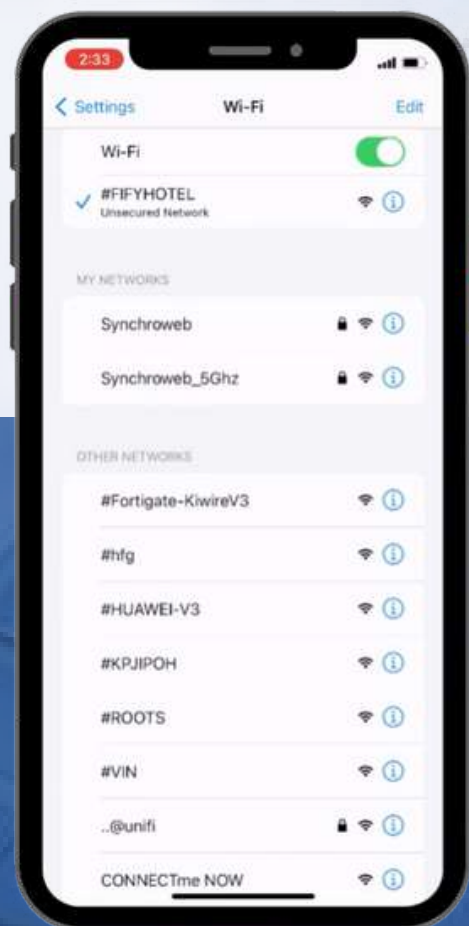 2:33
Settings
Wi-Fi
Edit
Wi-Fi
#FIFYHOTEL
Unsecured Network
MY NETWORKS
Synchroweb
Synchroweb_5Ghz
OTHER NETWORKS
#Fortigate-KiwireV3
#hfg
#HUAWEI-V3
#KPJIPOH
#ROOTS
#VIN
..@unifi
CONNECTme NOW